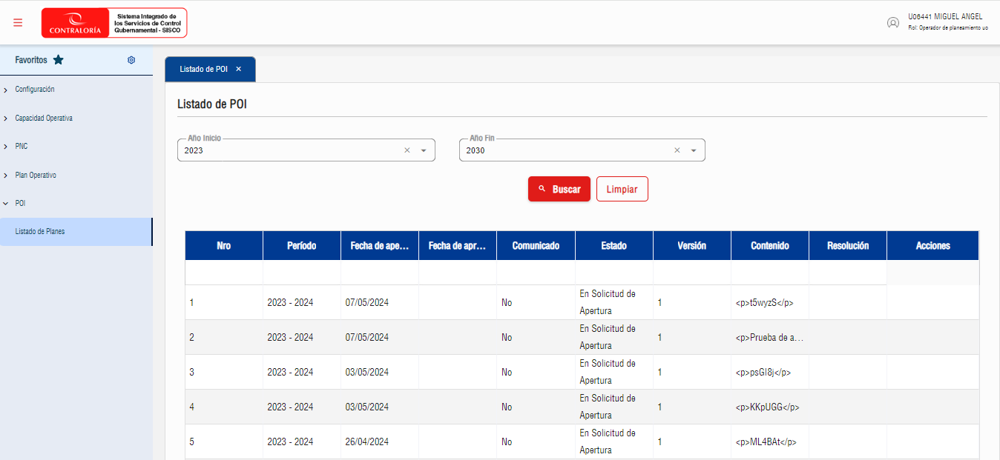 CONTRALORÍA
Sistema Integrado de
los Servicios de Control
Gubernamental - SISCO
U06441 MIGUEL ANGEL
Rol: Operador de planeamiento uo
Favoritos
Configuración
Capacidad Operativa
PNC
Plan Operativo
POI
Listado de Planes
Listado de POI ×
Listado de POI
Año Inicio
2023
Año Fin
2030
Buscar
Limpiar
Nro Período Fecha de ape... Fecha de apr... Comunicado Estado Versión Contenido Resolución Acciones
1 2023 - 2024 07/05/2024 No En Solicitud de Apertura 1 <p>t5wyzS</p>
2 2023 - 2024 07/05/2024 No En Solicitud de Apertura 1 <p>Prueba de a...
3 2023 - 2024 03/05/2024 No En Solicitud de Apertura 1 <p>psGI8j</p>
4 2023 - 2024 03/05/2024 No En Solicitud de Apertura 1 <p>KKpUGG</p>
5 2023 - 2024 26/04/2024 No En Solicitud de Apertura 1 <p>ML4BAt</p>